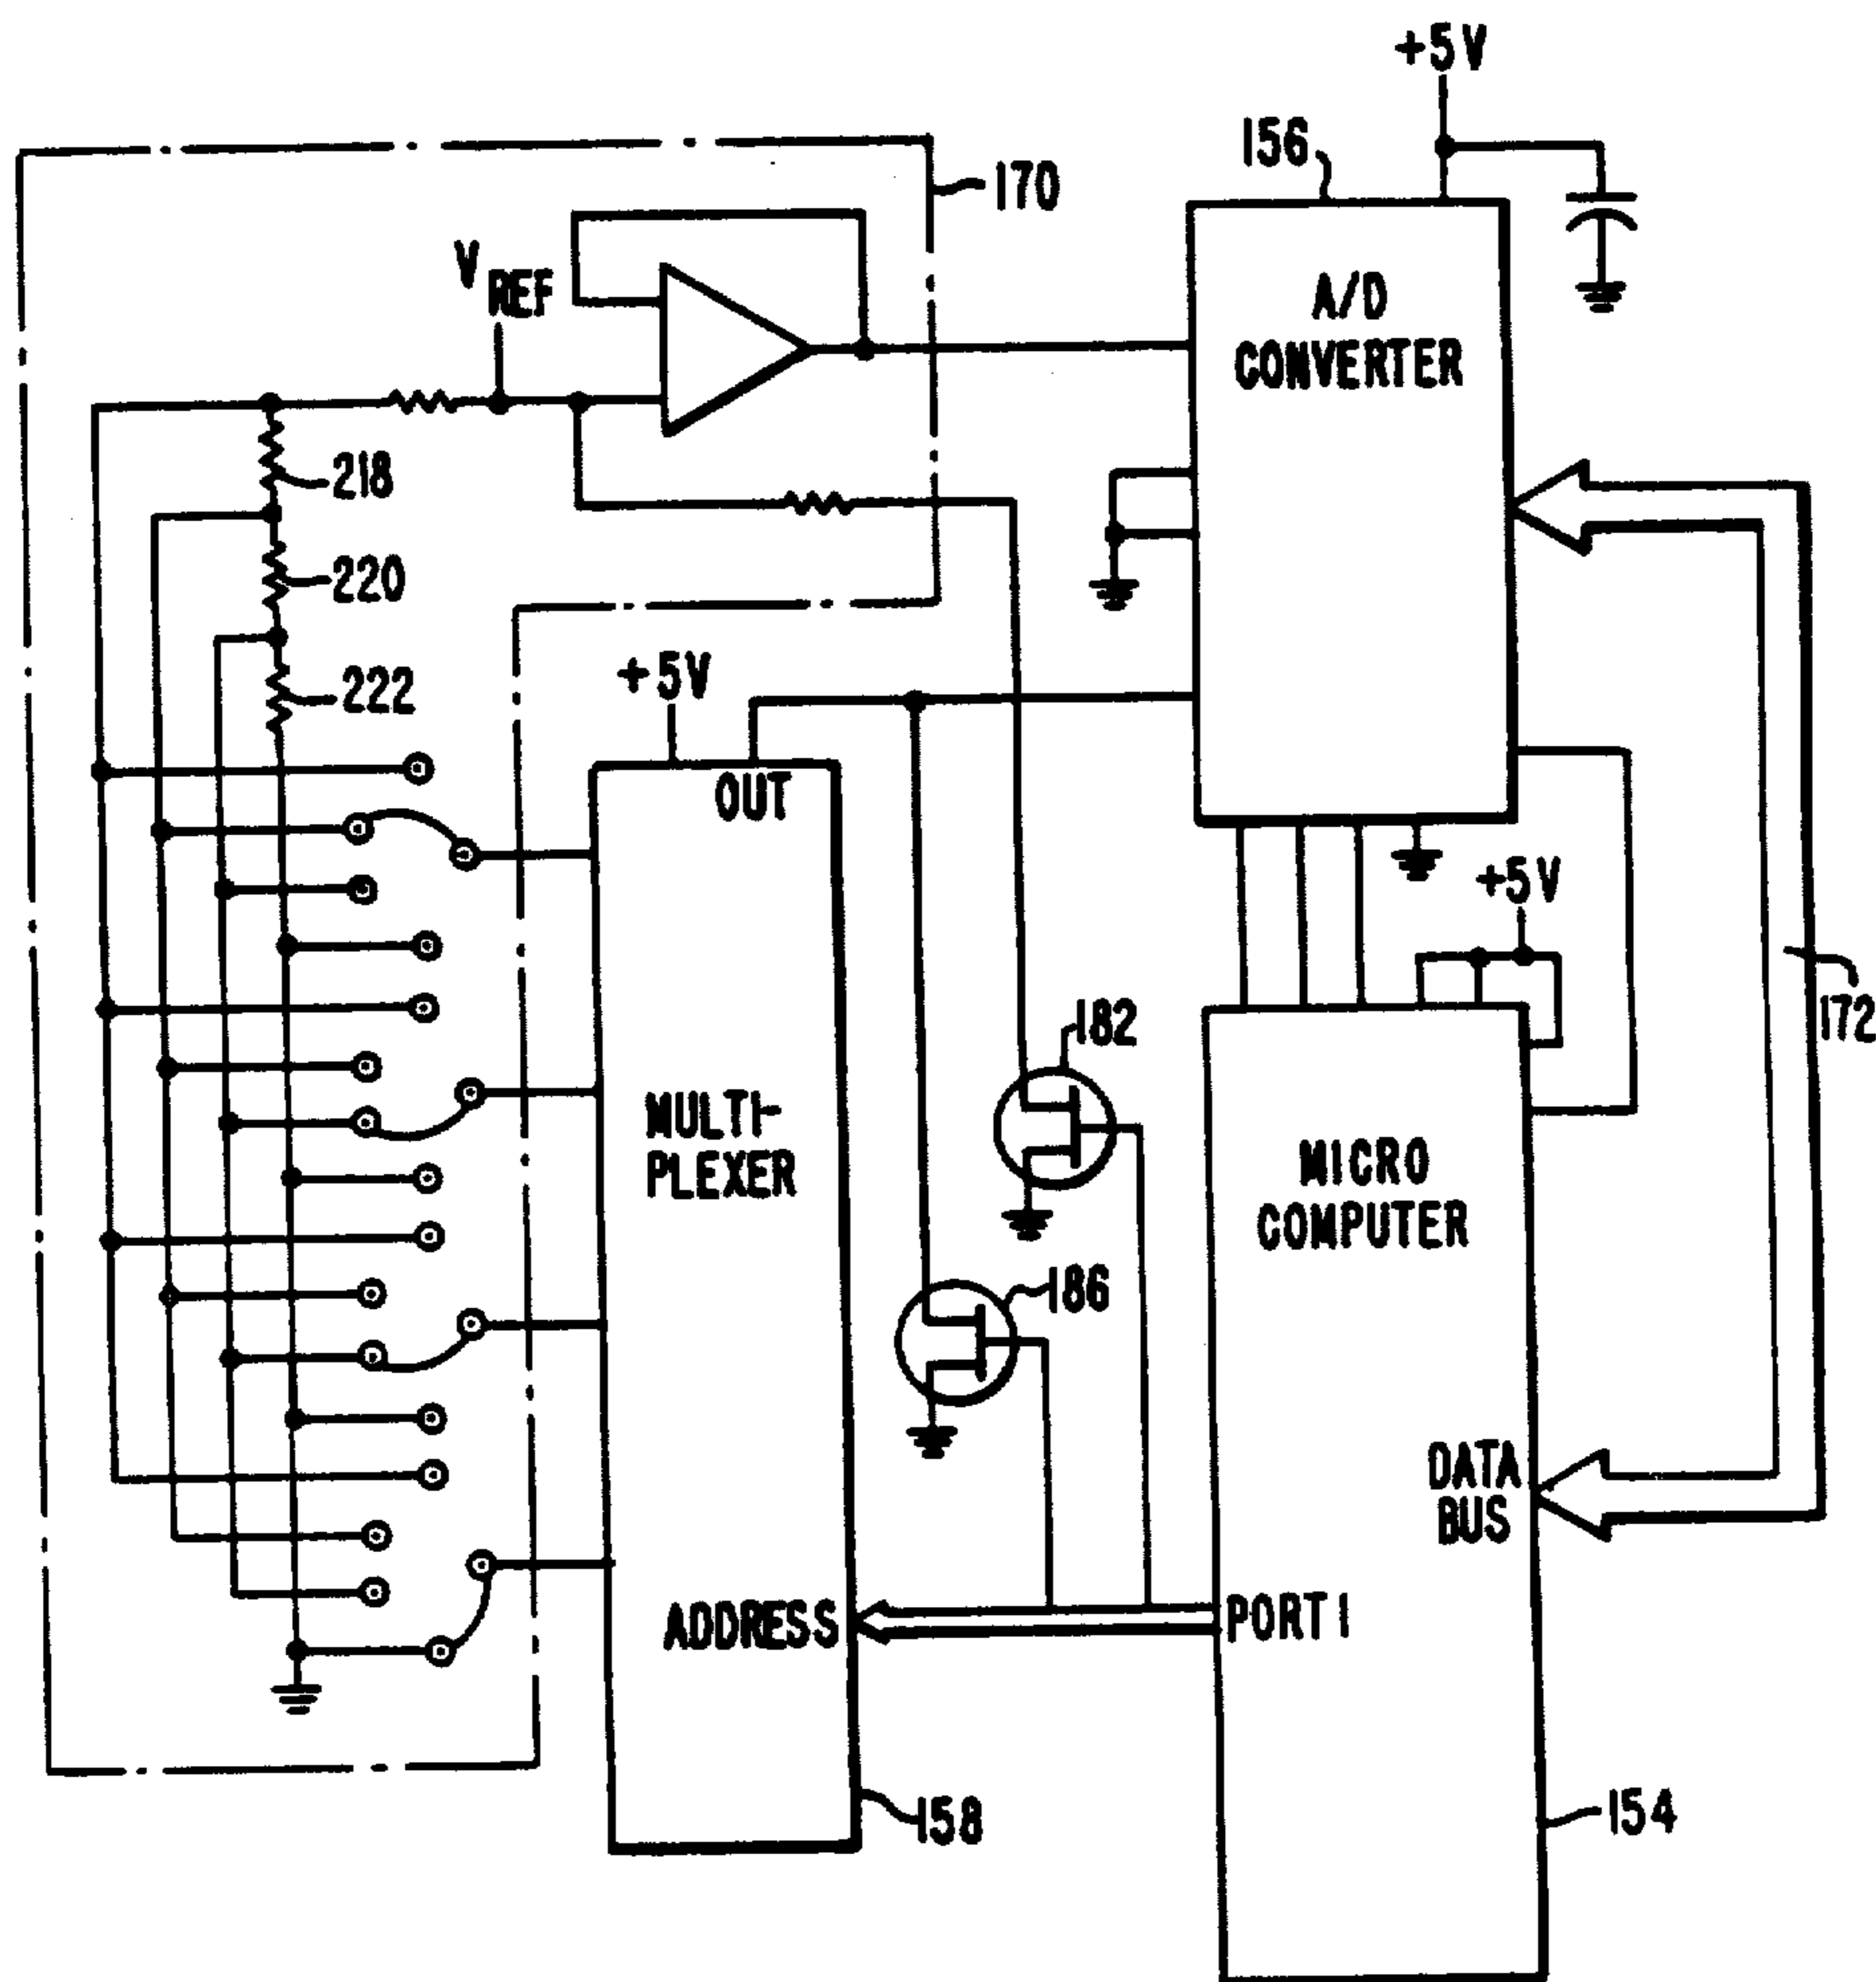 +5V
156
170
V REF
A/D
CONVERTER
218
220
222
+5V
OUT
+5V
172
182
MULTI-
PLEXER
MICRO
COMPUTER
186
DATA
BUS
ADDRESS
PORT 1
158
154